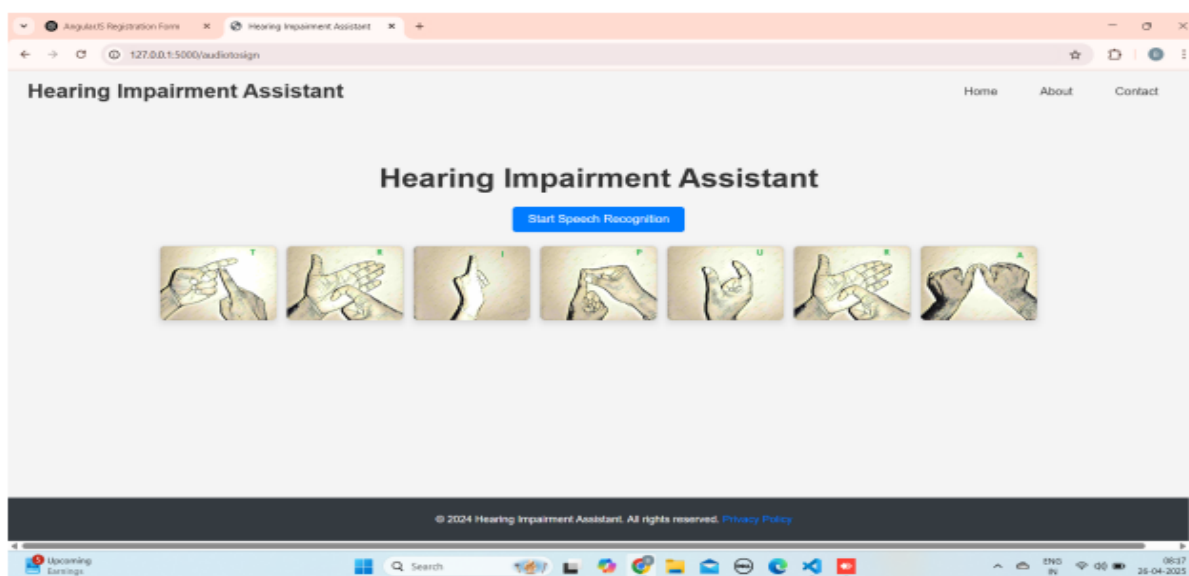 AngularJS Registration Form
Hearing Impairment Assistant
127.0.0.1:5000/audiotosign
Hearing Impairment Assistant
Home About Contact
Hearing Impairment Assistant
Start Speech Recognition
T R I P U R A
© 2024 Hearing Impairment Assistant. All rights reserved. Privacy Policy
Upcoming
Earnings
Search
ENG
IN
08:37
26-04-2025